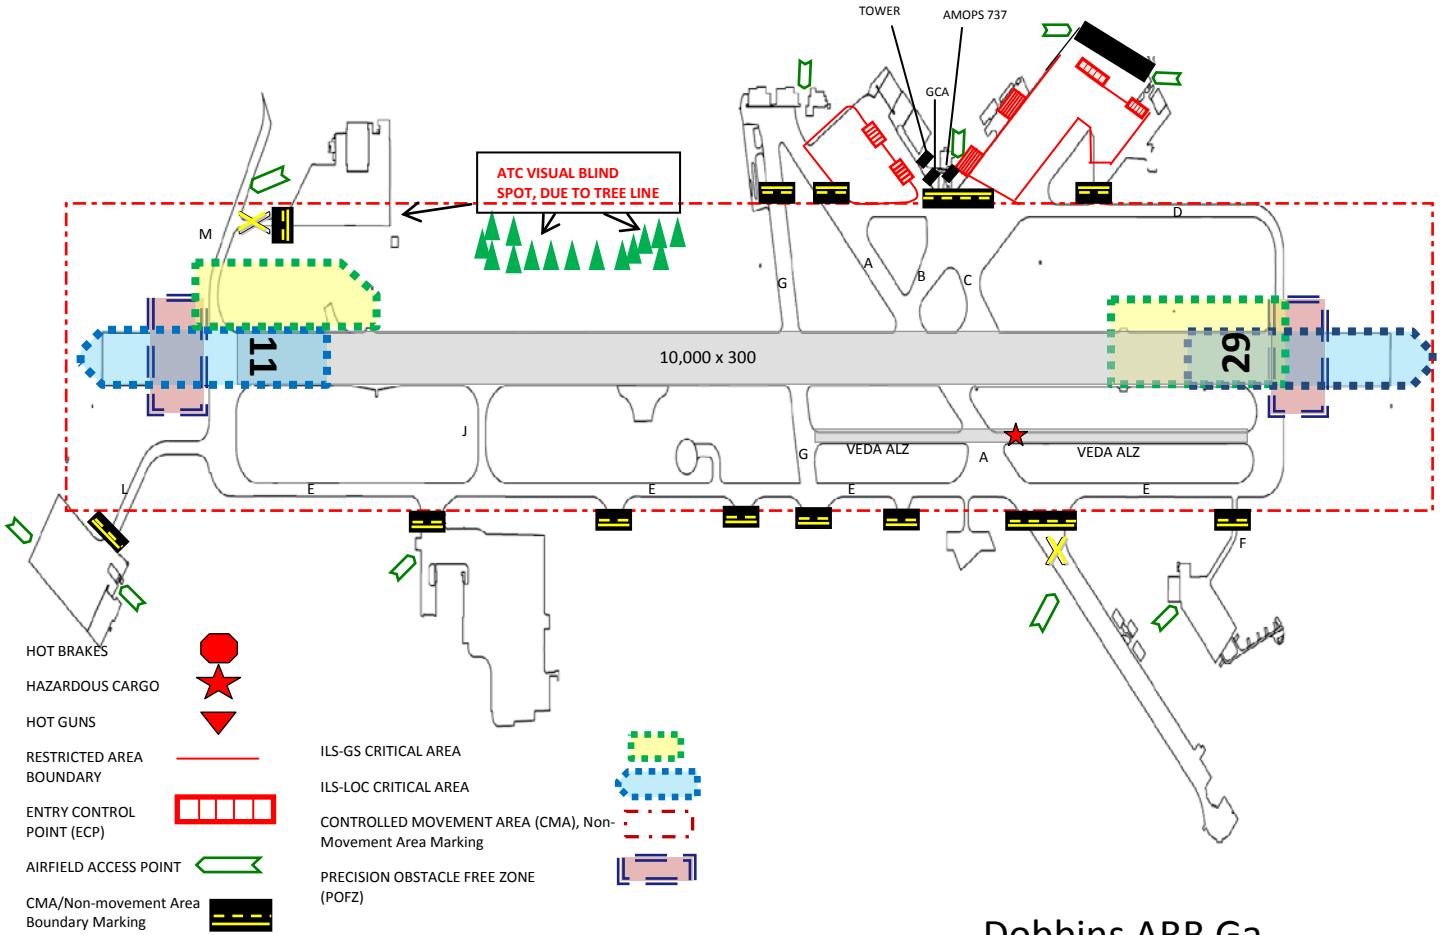 TOWER
AMOPS 737
GCA
ATC VISUAL BLIND
SPOT, DUE TO TREE LINE
M
D
A
B
C
G
11
10,000 x 300
29
J
G
VEDA ALZ
A
VEDA ALZ
L
E
E
E
E
F
HOT BRAKES
HAZARDOUS CARGO
HOT GUNS
RESTRICTED AREA
BOUNDARY
ENTRY CONTROL
POINT (ECP)
AIRFIELD ACCESS POINT
CMA/Non-movement Area
Boundary Marking
ILS-GS CRITICAL AREA
ILS-LOC CRITICAL AREA
CONTROLLED MOVEMENT AREA (CMA), Non-
Movement Area Marking
PRECISION OBSTACLE FREE ZONE
(POFZ)
Dobbins ARB Ga